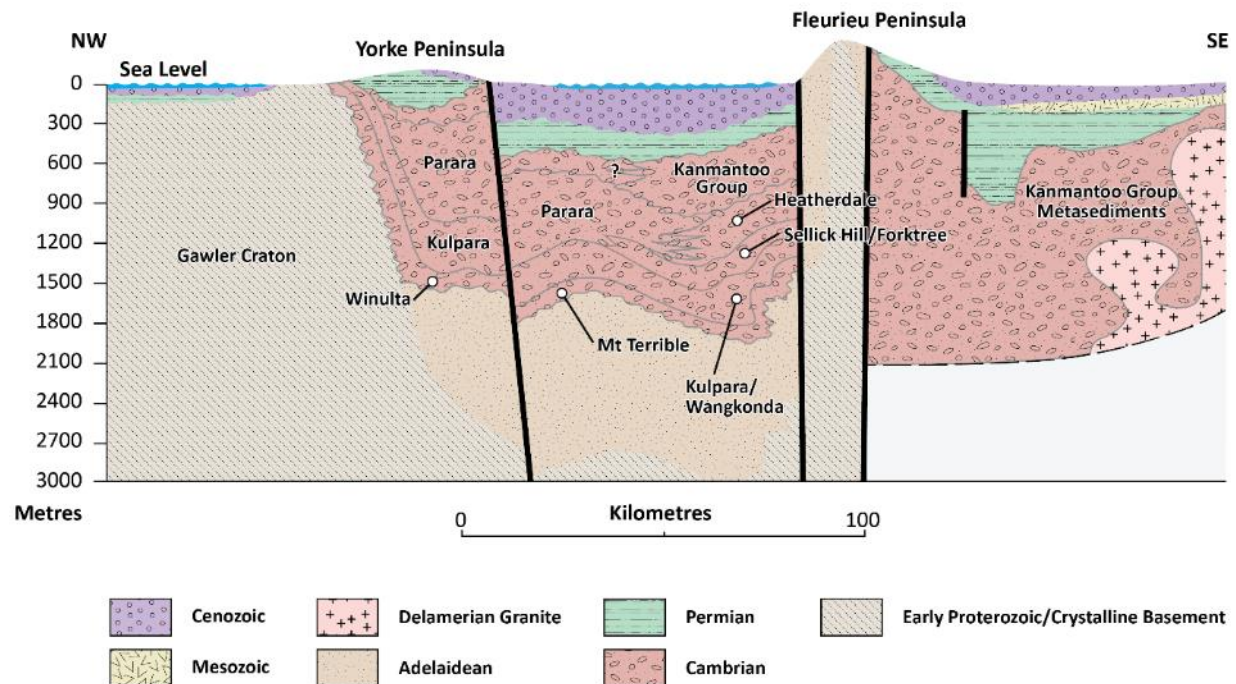 Fleurieu Peninsula
NW
Yorke Peninsula
SE
Sea Level
0
300
600
900
1200
1500
1800
2100
2400
2700
3000
Metres
Parara
Kulpara
Gawler Craton
Winulta
?
Kanmantoo
Group
Parara
Heatherdale
Sellick Hill/Forktree
Mt Terrible
Kulpara/
Wangkonda
Kanmantoo Group
Metasediments
0
Kilometres
100
Cenozoic
Delamerian Granite
Permian
Early Proterozoic/Crystalline Basement
Mesozoic
Adelaidean
Cambrian